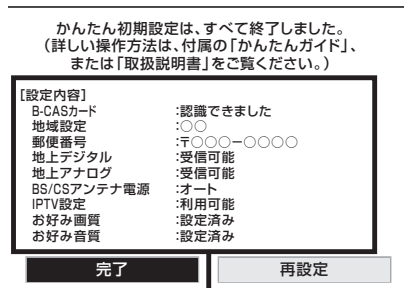 かんたん初期設定は、すべて終了しました。
（詳しい操作方法は、付属の「かんたんガイド」、
または「取扱説明書」をご覧ください。）
［設定内容］
B-CASカード ：認識できました
地域設定 ：○○
郵便番号 ：〒○○○－○○○○
地上デジタル ：受信可能
地上アナログ ：受信可能
BS/CSアンテナ電源 ：オート
IPTV設定 ：利用可能
お好み画質 ：設定済み
お好み音質 ：設定済み
完了 再設定